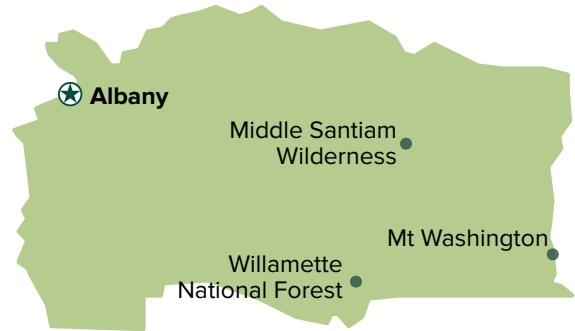 Albany
Middle Santiam
Wilderness
Mt Washington
Willamette
National Forest